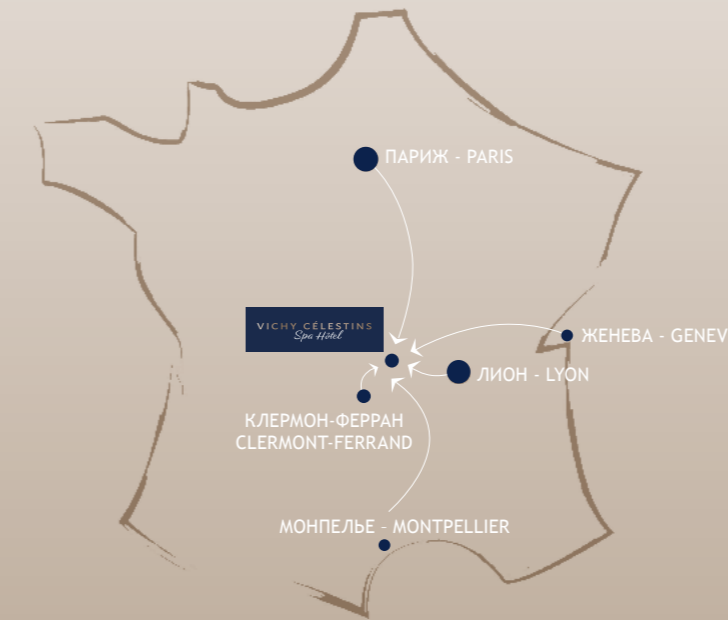 ПАРИЖ - PARIS
VICHY CÉLESTINS
Spa Hôtel
ЖЕНЕВА - GENEV
ЛИОН - LYON
КЛЕРМОН-ФЕРРАН
CLERMONT-FERRAND
МОНПЕЛЬЕ - MONTPELLIER